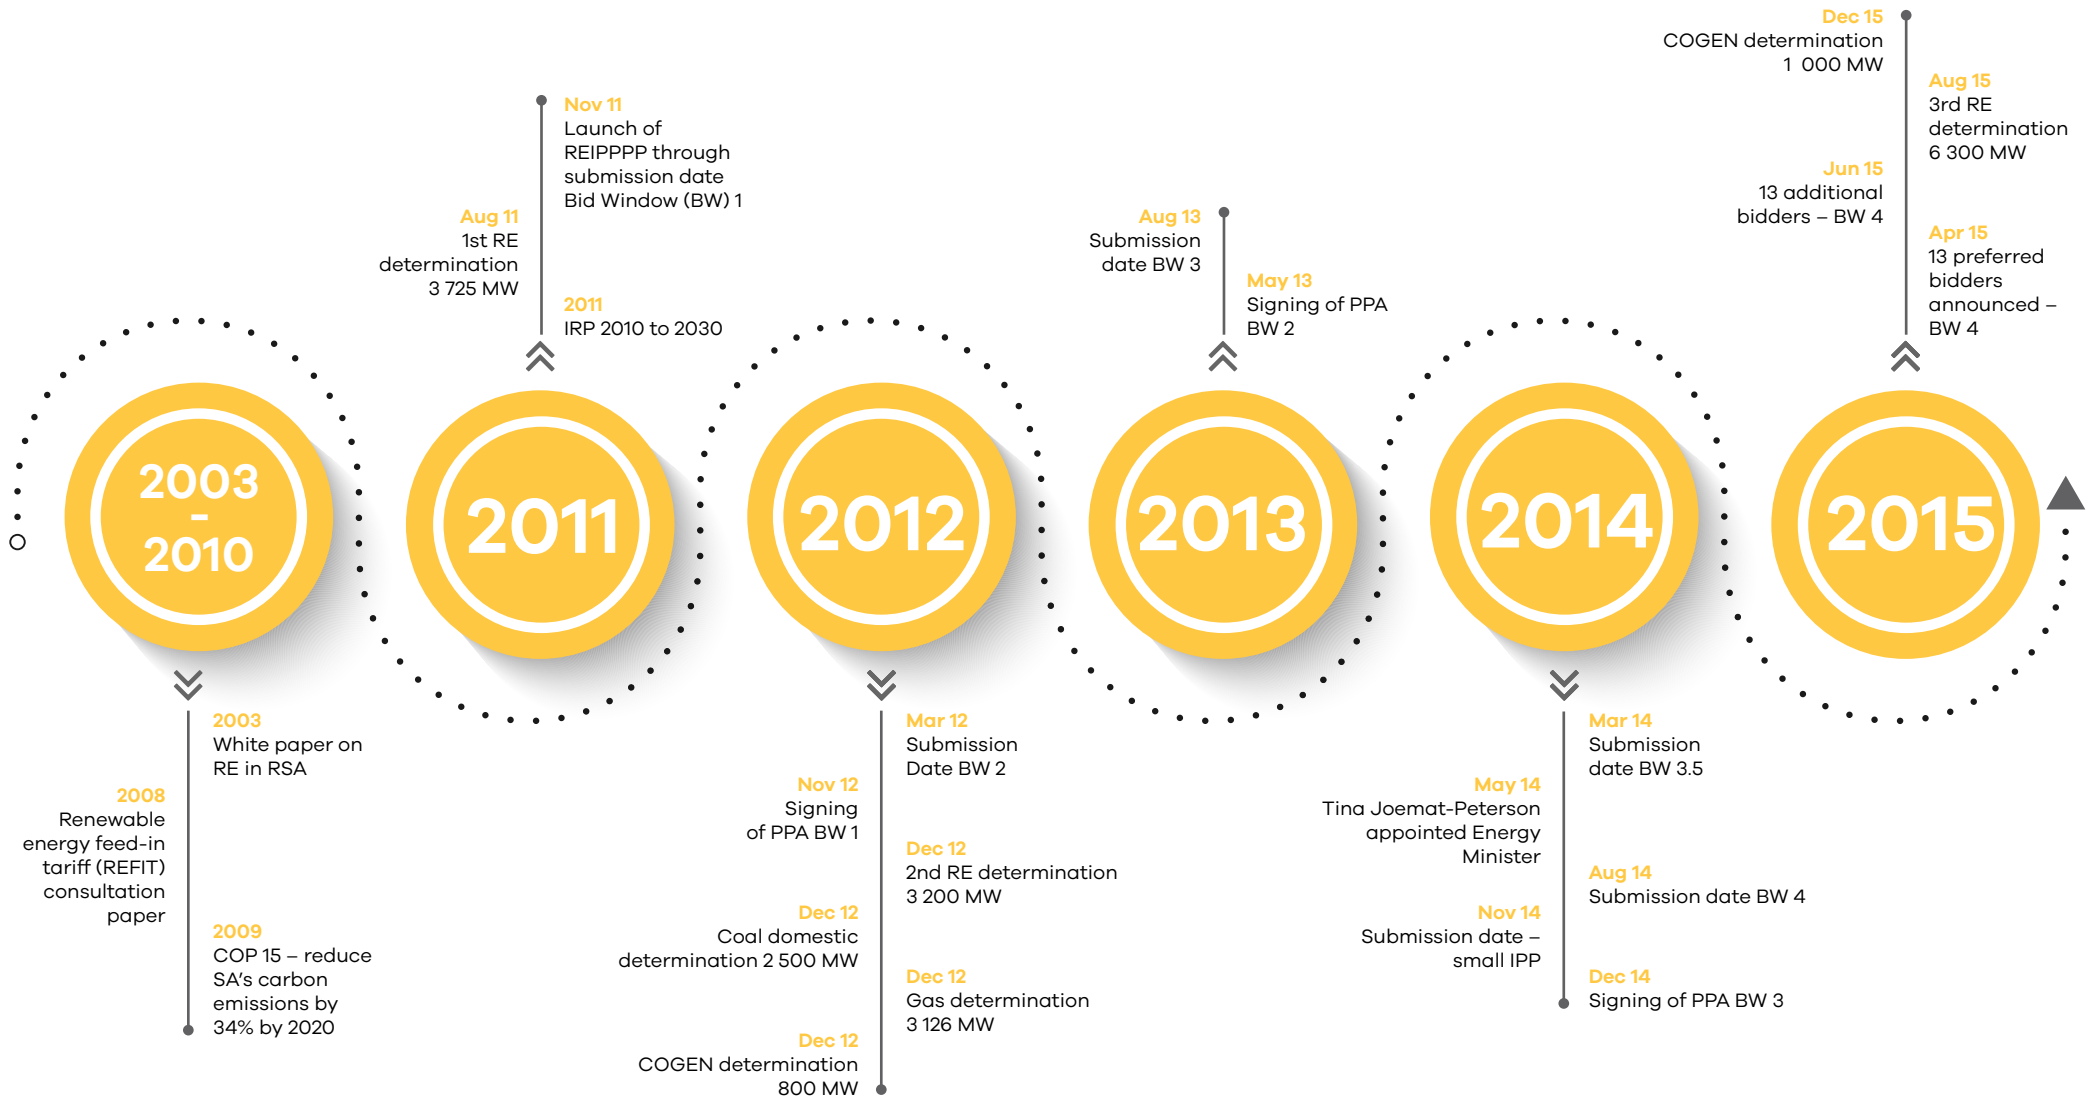 2003
–
2010
2003
White paper on
RE in RSA
2008
Renewable
energy feed-in
tariff (REFIT)
consultation
paper
2009
COP 15 – reduce
SA's carbon
emissions by
34% by 2020
2011
Nov 11
Launch of
REIPPPP through
submission date
Bid Window (BW) 1
Aug 11
1st RE
determination
3 725 MW
2011
IRP 2010 to 2030
2012
Mar 12
Submission
Date BW 2
Nov 12
Signing
of PPA BW 1
Dec 12
2nd RE determination
3 200 MW
Dec 12
Coal domestic
determination 2 500 MW
Dec 12
Gas determination
3 126 MW
Dec 12
COGEN determination
800 MW
2013
Aug 13
Submission
date BW 3
May 13
Signing of PPA
BW 2
2014
Mar 14
Submission
date BW 3.5
May 14
Tina Joemat-Peterson
appointed Energy
Minister
Aug 14
Submission date BW 4
Nov 14
Submission date –
small IPP
Dec 14
Signing of PPA BW 3
2015
Dec 15
COGEN determination
1 000 MW
Aug 15
3rd RE
determination
6 300 MW
Jun 15
13 additional
bidders – BW 4
Apr 15
13 preferred
bidders
announced –
BW 4